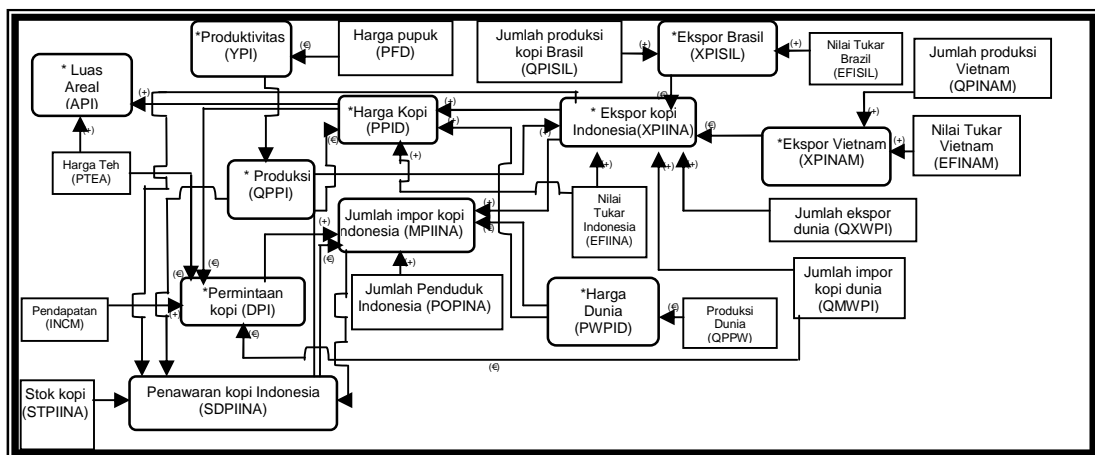 *Produktivitas
(YPI)
(€)
Harga pupuk
(PFD)
Jumlah produksi
kopi Brasil
(QPISIL)
(+)
*Ekspor Brasil
(XPISIL)
(+)
Nilai Tukar
Brazil
(EFISIL)
Jumlah produksi
Vietnam
(QPINAM)
* Luas
Areal
(API)
(+)
(+)
*Harga Kopi
(PPID)
(+)
(€)
(+)
(€)
* Ekspor kopi
Indonesia(XPIINA)
(€)
(+)
*Ekspor Vietnam
(XPINAM)
(+)
Nilai Tukar
Vietnam
(EFINAM)
Harga Teh
(PTEA)
* Produksi
(QPPI)
(+)
(+)
(+)
(+)
(+)
Nilai
Tukar
Indonesia
(EFIINA)
Jumlah ekspor
dunia (QXWPI)
Jumlah impor kopi
Indonesia (MPIINA)
(+)
(+)
(€)
(€)
(+)
Jumlah Penduduk
Indonesia (POPINA)
Jumlah impor
kopi dunia
(QMWPI)
(€)
(€)
*Permintaan
kopi (DPI)
Pendapatan
(INCM)
(+)
(+)
(€)
*Harga
Dunia
(PWPID)
(€)
Produksi
Dunia
(QPPW)
(€)
Stok kopi
(STPIINA)
Penawaran kopi Indonesia
(SDPIINA)